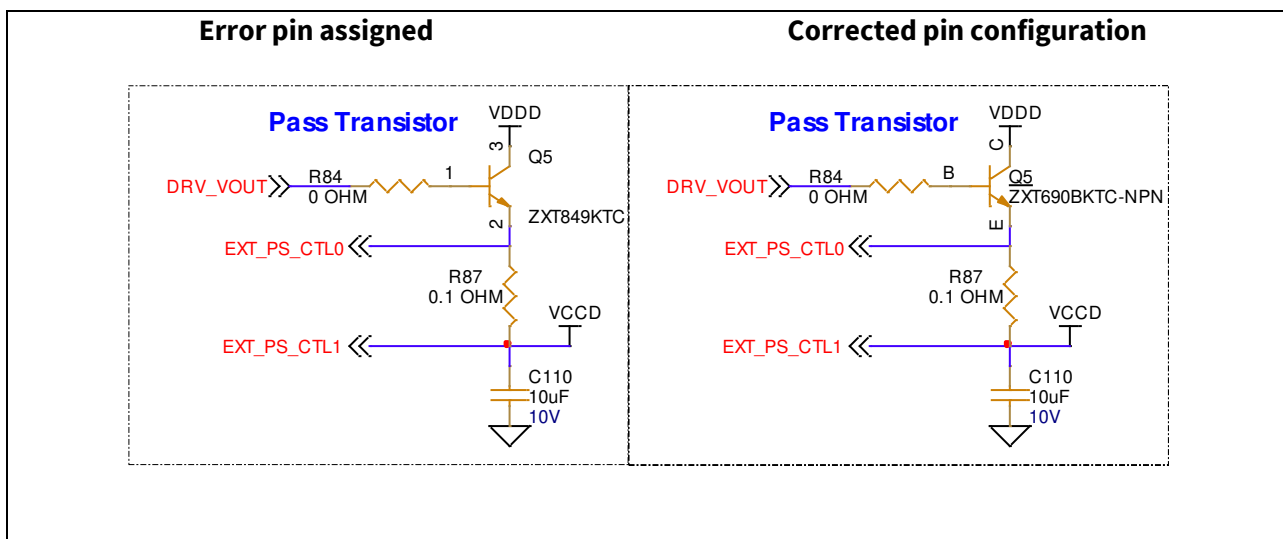 Error pin assigned
Corrected pin configuration
Pass Transistor
VDDD
3
Q5
DRV_VOUT
R84
0 OHM
1
ZXT849KTC
2
EXT_PS_CTL0
R87
0.1 OHM
VCCD
EXT_PS_CTL1
C110
10uF
10V
Pass Transistor
VDDD
C
Q5
DRV_VOUT
R84
0 OHM
B
ZXT690BKTC-NPN
E
EXT_PS_CTL0
R87
0.1 OHM
VCCD
EXT_PS_CTL1
C110
10uF
10V